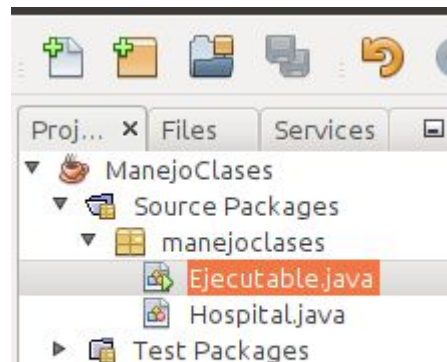 Proj...
Files
Services
ManejoClases
Source Packages
manejoclases
Ejecutable.java
Hospital.java
Test Packages